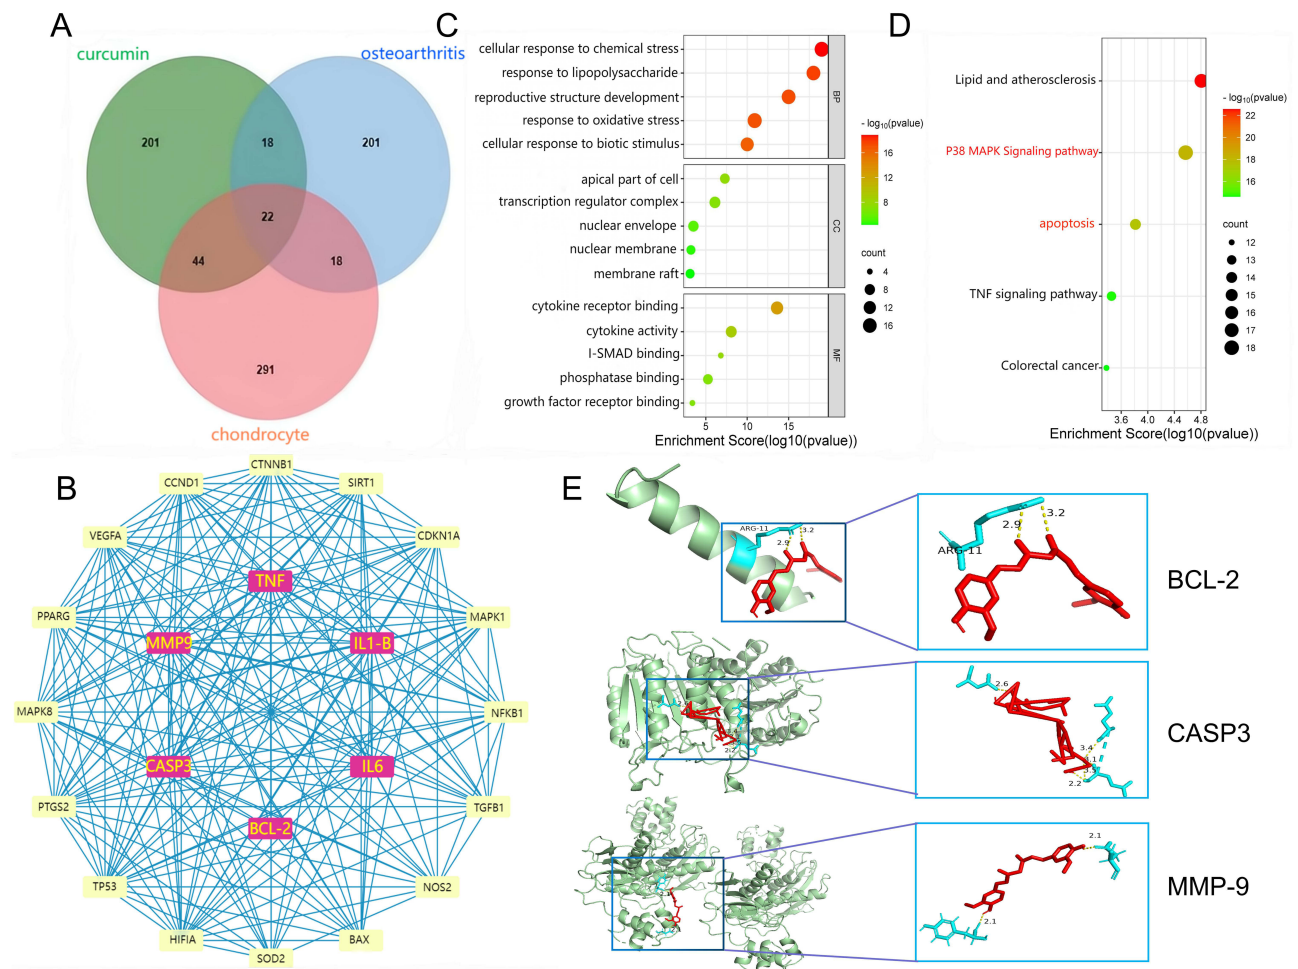 A
curcumin
osteoarthritis
201
18
201
22
44
18
291
chondrocyte
C
cellular response to chemical stress
response to lipopolysaccharide
reproductive structure development
response to oxidative stress
cellular response to biotic stimulus
BP
apical part of cell
transcription regulator complex
nuclear envelope
nuclear membrane
membrane raft
CC
cytokine receptor binding
cytokine activity
I-SMAD binding
phosphatase binding
growth factor receptor binding
MF
5 10 15
Enrichment Score(log10(pvalue))
- log10(pvalue)
16
12
8
count
4
8
12
16
D
Lipid and atherosclerosis
P38 MAPK Signaling pathway
apoptosis
TNF signaling pathway
Colorectal cancer
3.6 4.0 4.4 4.8
Enrichment Score(log10(pvalue))
- log10(pvalue)
22
20
18
16
count
12
13
14
15
16
17
18
B
CTNNB1
CCND1
SIRT1
VEGFA
CDKN1A
TNF
PPARG
MAPK1
MMP9
IL1-B
MAPK8
NFKB1
CASP3
IL6
PTGS2
TGFB1
BCL-2
TP53
NOS2
HIFIA
BAX
SOD2
E
ARG-11
3.2
2.9
3.2
2.9
ARG-11
BCL-2
2.6
3.4
2.2
2.2
CASP3
2.1
2.1
MMP-9